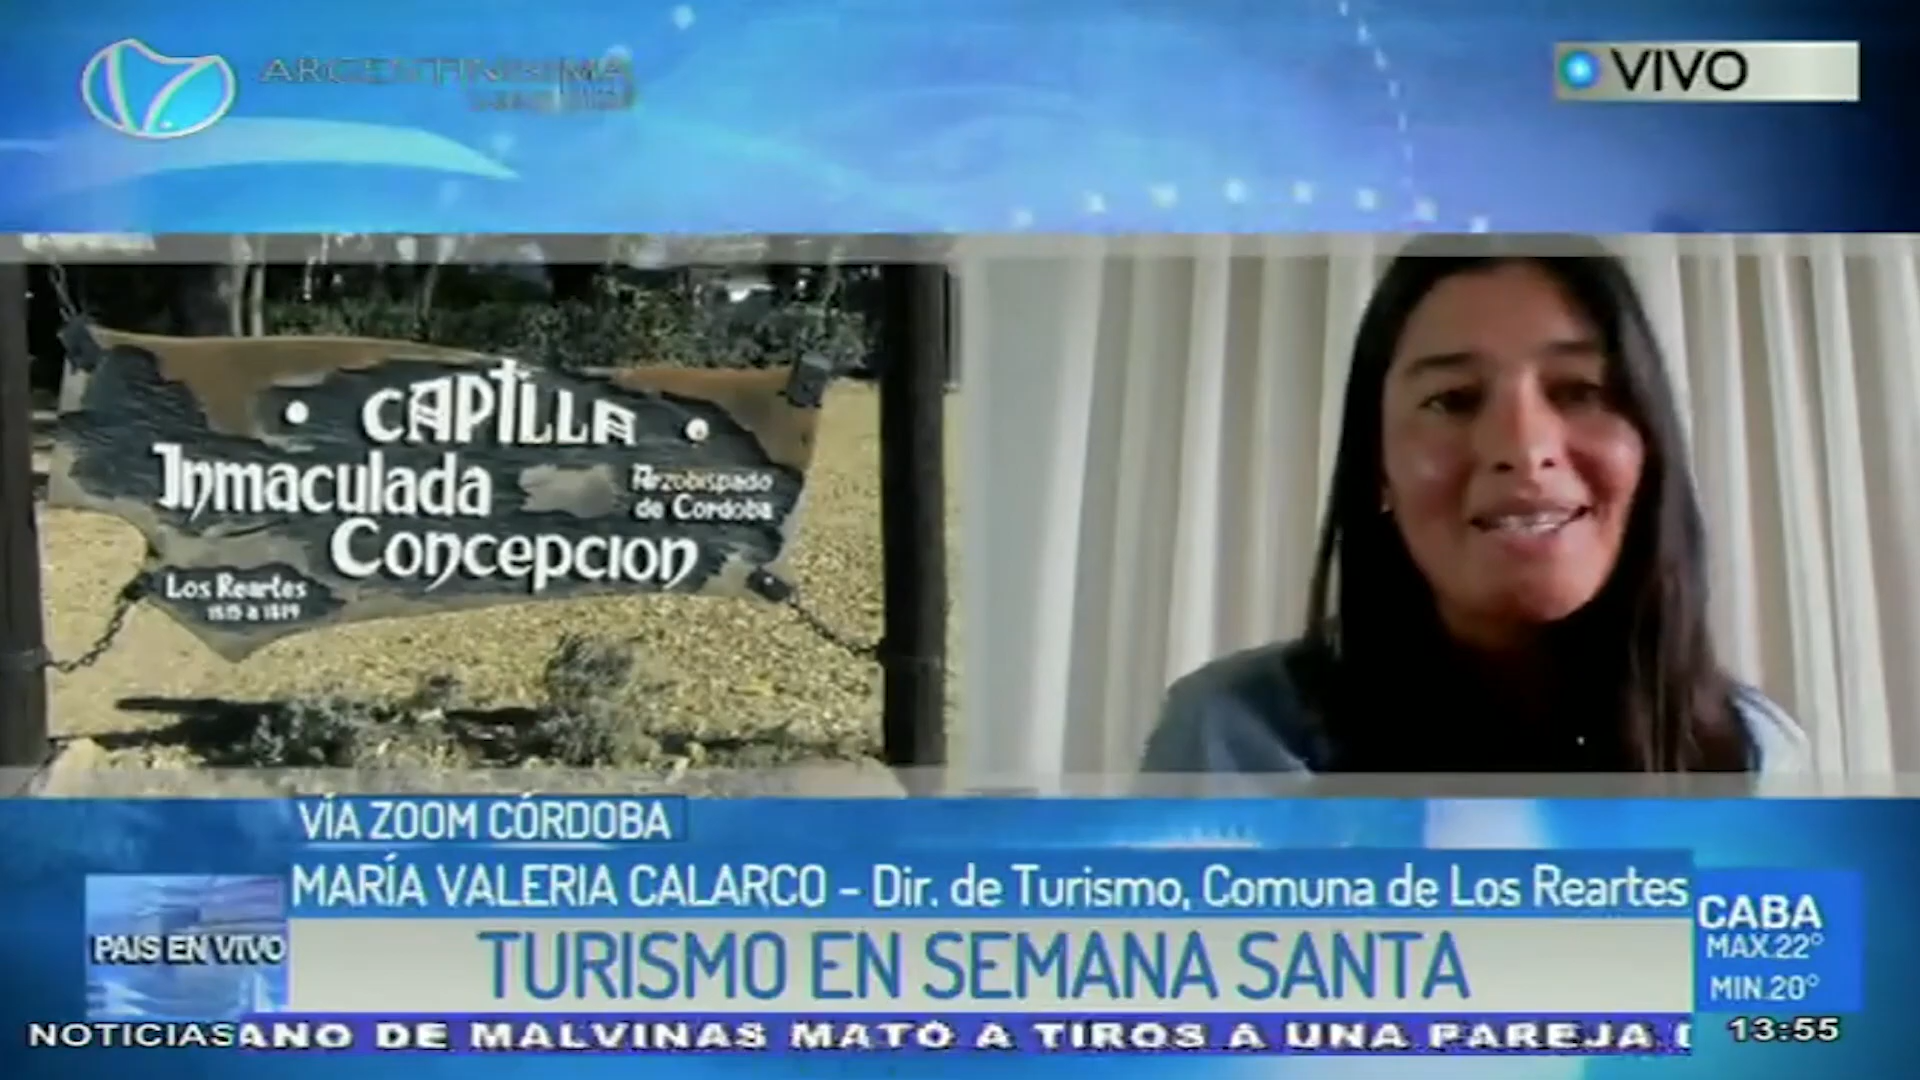 ARGENTINISIMA
VIVO
CAPILLA
Inmaculada
Arzobispado
de Cordoba
Concepcion
Los Reartes
VÍA ZOOM CÓRDOBA
MARÍA VALERIA CALARCO – Dir. de Turismo, Comuna de Los Reartes
PAIS EN VIVO
TURISMO EN SEMANA SANTA
CABA
MAX.22°
MIN.20°
NOTICIAS ANO DE MALVINAS MATÓ A TIROS A UNA PAREJA
13:55